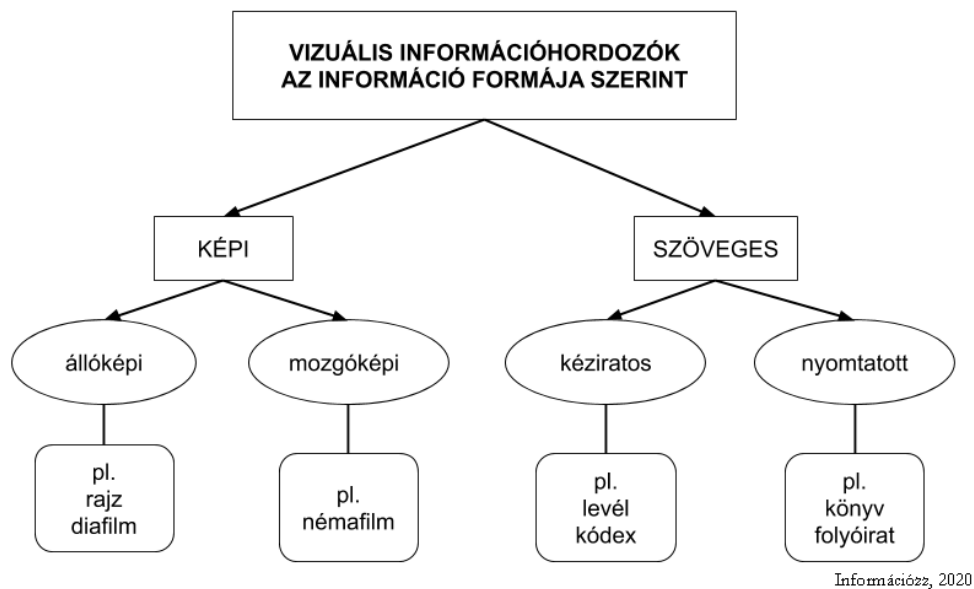 VIZUÁLIS INFORMÁCIÓHORDOZÓK
AZ INFORMÁCIÓ FORMÁJA SZERINT
KÉPI
SZÖVEGES
állóképi
mozgóképi
kéziratos
nyomtatott
pl.
rajz
diafilm
pl.
némafilm
pl.
levél
kódex
pl.
könyv
folyóirat
Információzz, 2020